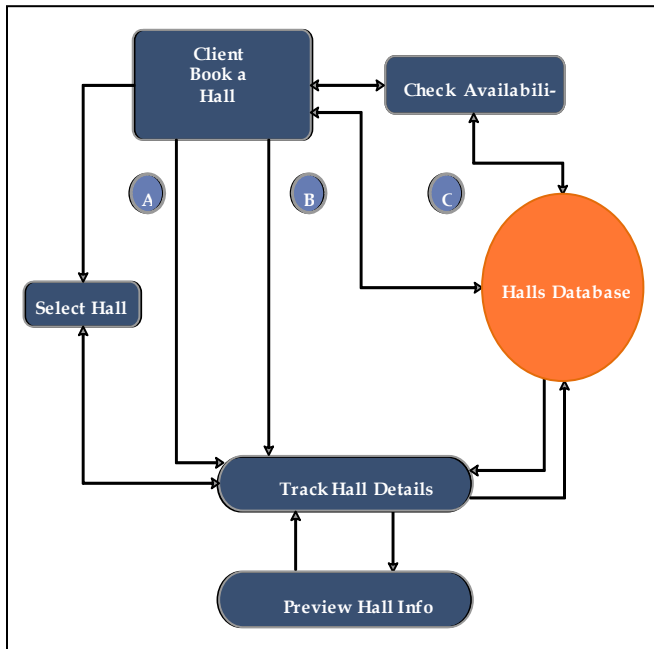 Client
Book a
Hall
Check Availabili-
A
B
C
Halls Database
Select Hall
Track Hall Details
Preview Hall Info